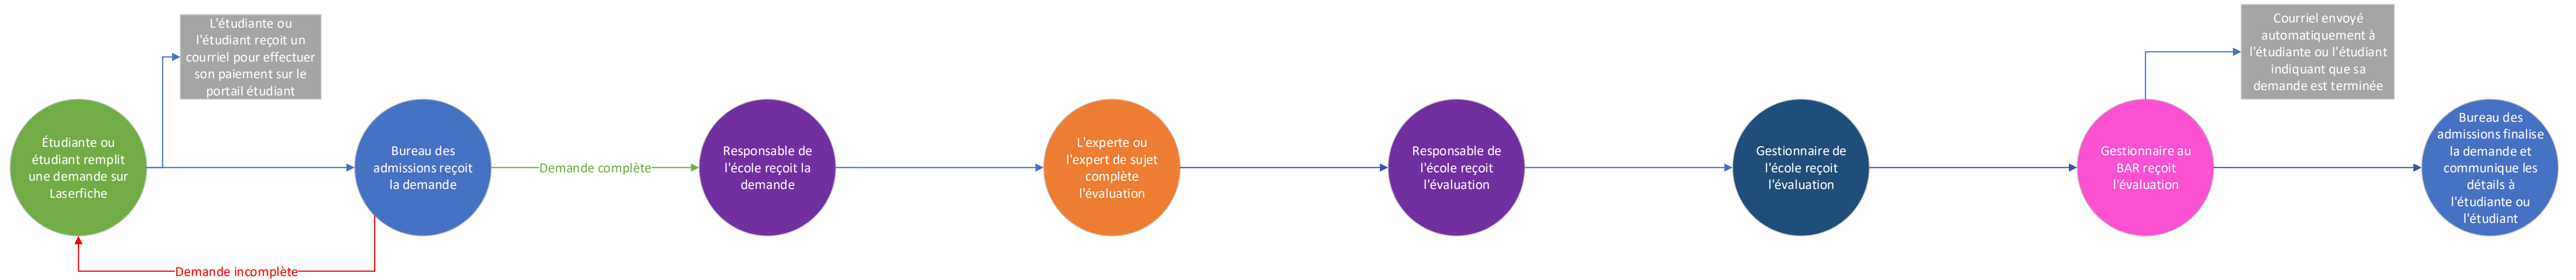 L'étudiante ou
l'étudiant reçoit un
courriel pour effectuer
son paiement sur le
portail étudiant
Courriel envoyé
automatiquement à
l'étudiante ou l'étudiant
indiquant que sa
demande est terminée
Étudiante ou
étudiant remplit
une demande sur
Laserfiche
Bureau des
admissions reçoit
la demande
Demande complète
Responsable de
l'école reçoit la
demande
L'experte ou
l'expert de sujet
complète
l'évaluation
Responsable de
l'école reçoit
l'évaluation
Gestionnaire de
l'école reçoit
l'évaluation
Gestionnaire au
BAR reçoit
l'évaluation
Bureau des
admissions finalise
la demande et
communique les
détails à
l'étudiante ou
l'étudiant
Demande incomplète